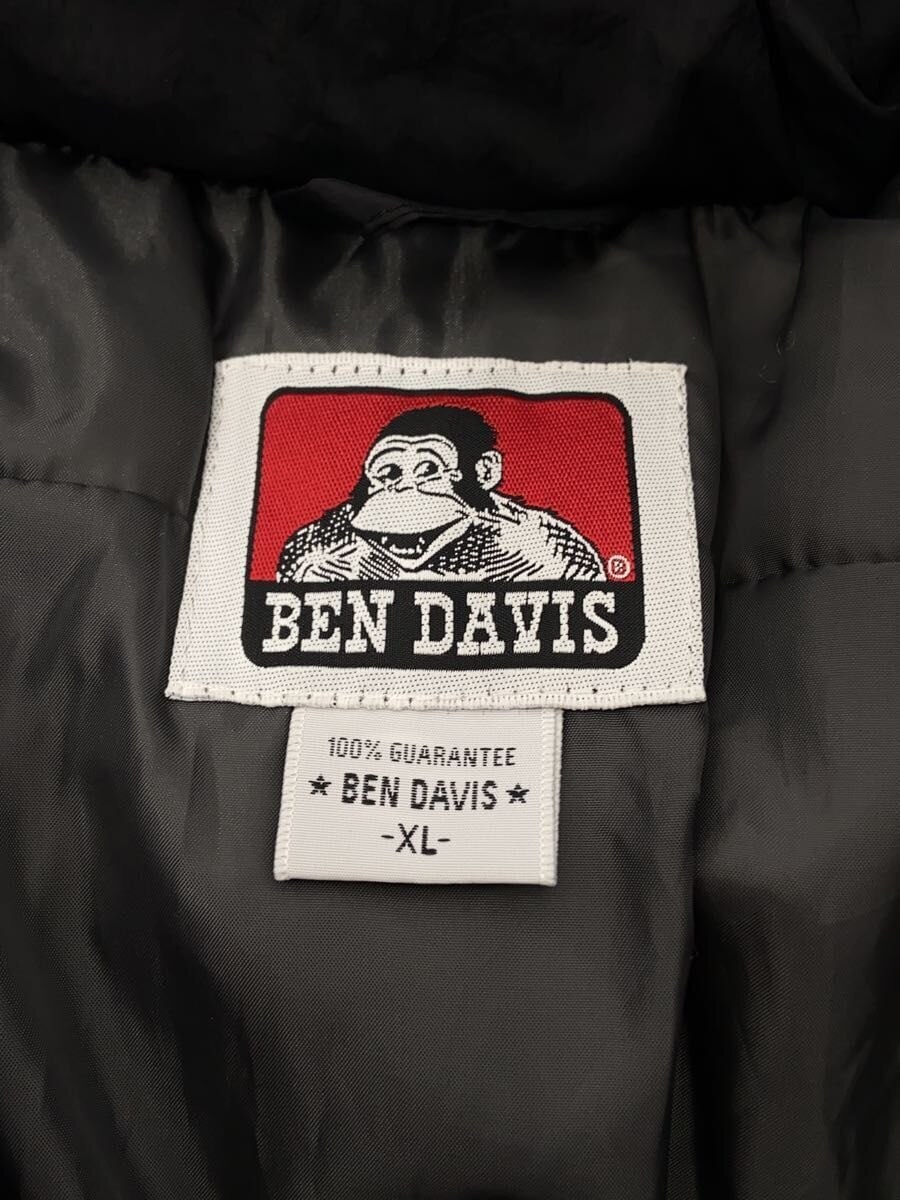 ®
BEN DAVIS
100% GUARANTEE
★ BEN DAVIS ★
-XL-